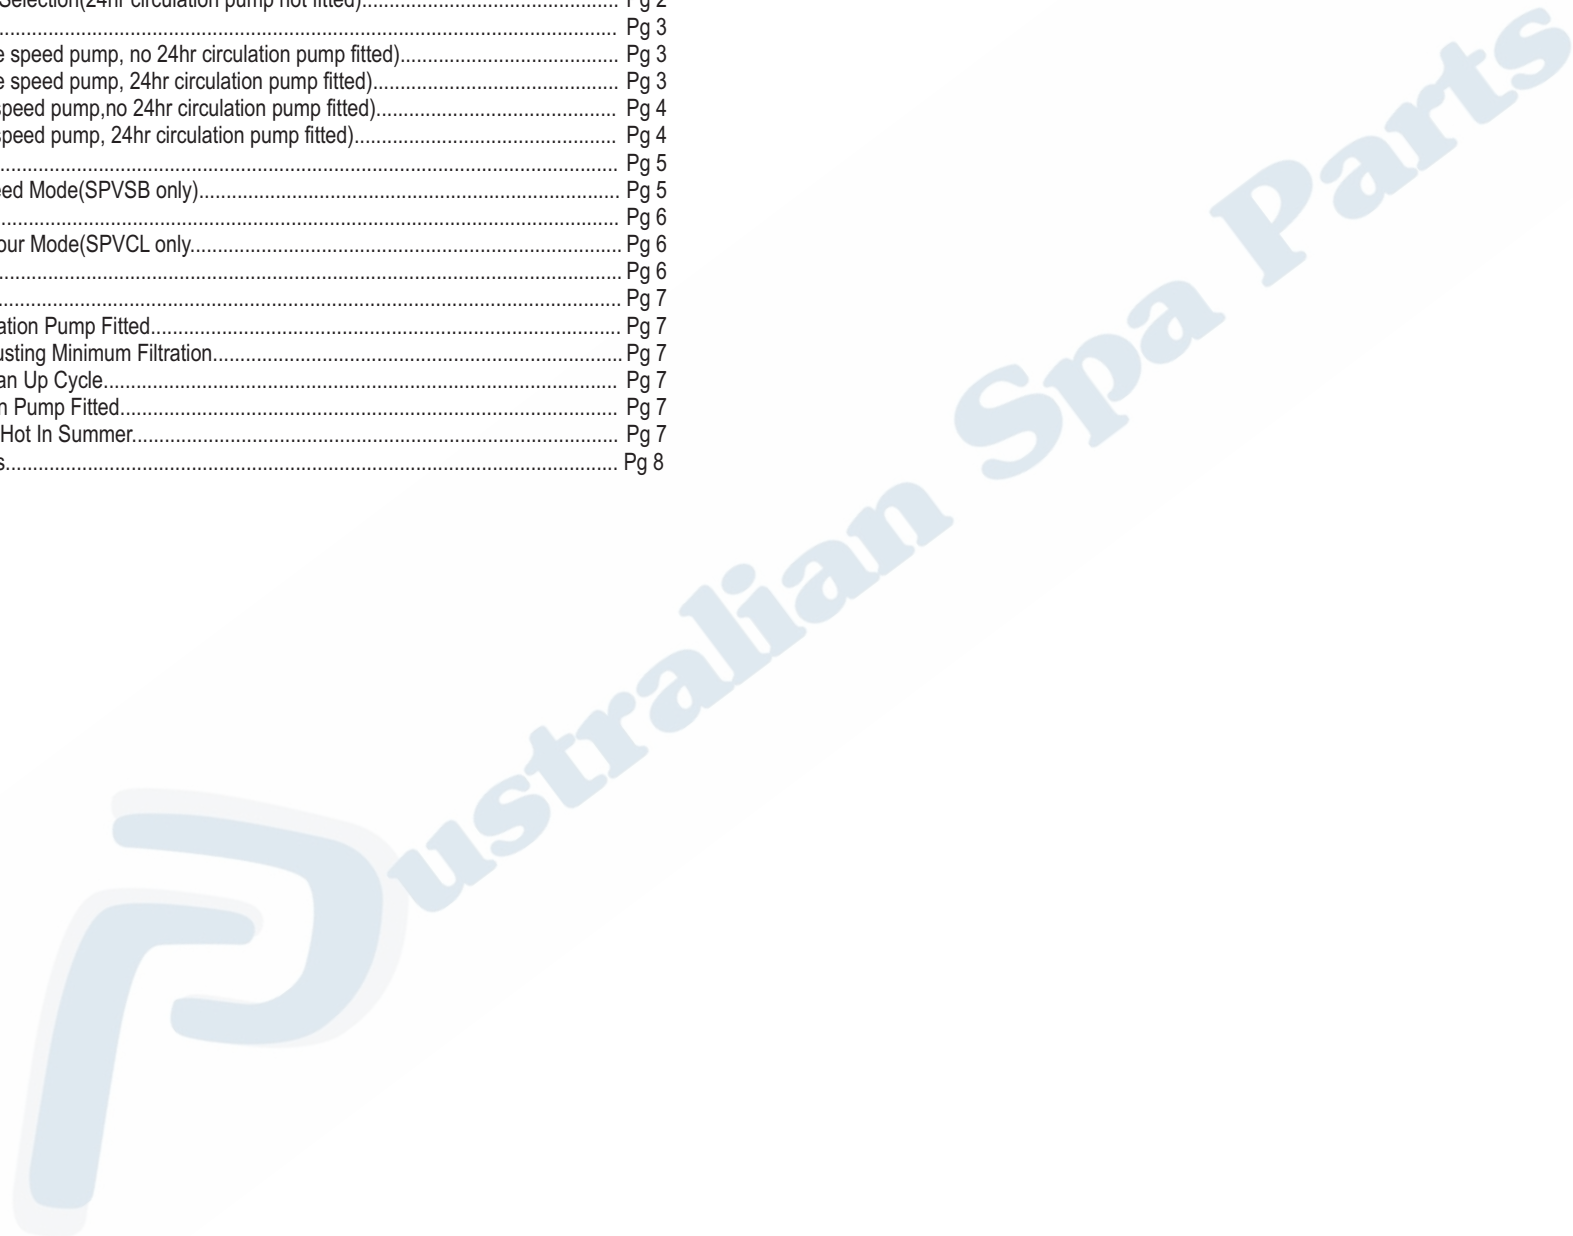 Selection(24hr circulation pump not fitted)............................................... Pg 2
............................................................................................................... Pg 3
e speed pump, no 24hr circulation pump fitted)........................................ Pg 3
e speed pump, 24hr circulation pump fitted)............................................. Pg 3
speed pump,no 24hr circulation pump fitted)............................................ Pg 4
speed pump, 24hr circulation pump fitted)................................................ Pg 4
................................................................................................................ Pg 5
eed Mode(SPVSB only)............................................................................. Pg 5
................................................................................................................ Pg 6
our Mode(SPVCL only............................................................................... Pg 6
................................................................................................................. Pg 6
................................................................................................................. Pg 7
ation Pump Fitted...................................................................................... Pg 7
usting Minimum Filtration........................................................................... Pg 7
an Up Cycle.............................................................................................. Pg 7
n Pump Fitted........................................................................................... Pg 7
Hot In Summer......................................................................................... Pg 7
s................................................................................................................ Pg 8
ustralian Spa Parts